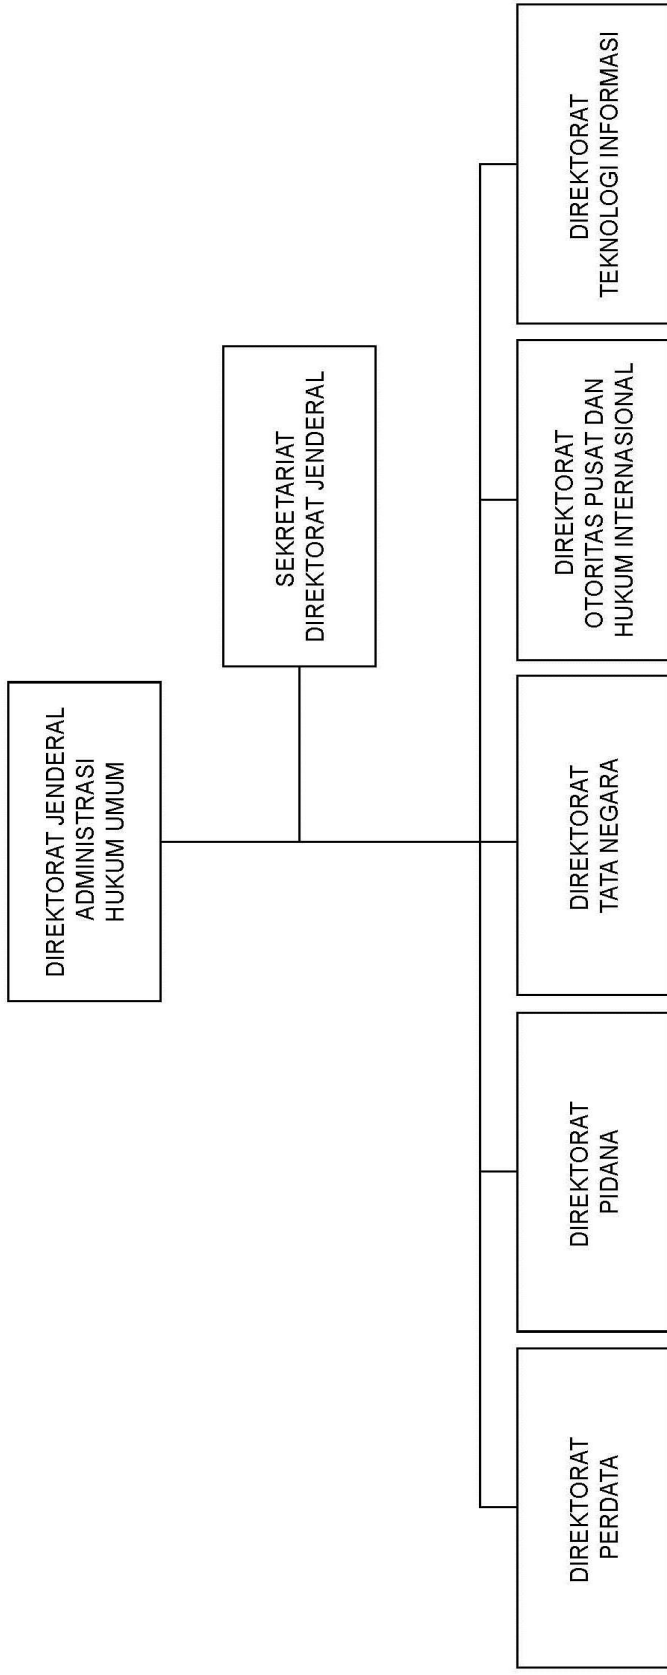 DIREKTORAT JENDERAL
ADMINISTRASI
HUKUM UMUM
SEKRETARIAT
DIREKTORAT JENDERAL
DIREKTORAT
PERDATA
DIREKTORAT
PIDANA
DIREKTORAT
TATA NEGARA
DIREKTORAT
OTORITAS PUSAT DAN
HUKUM INTERNASIONAL
DIREKTORAT
TEKNOLOGI INFORMASI